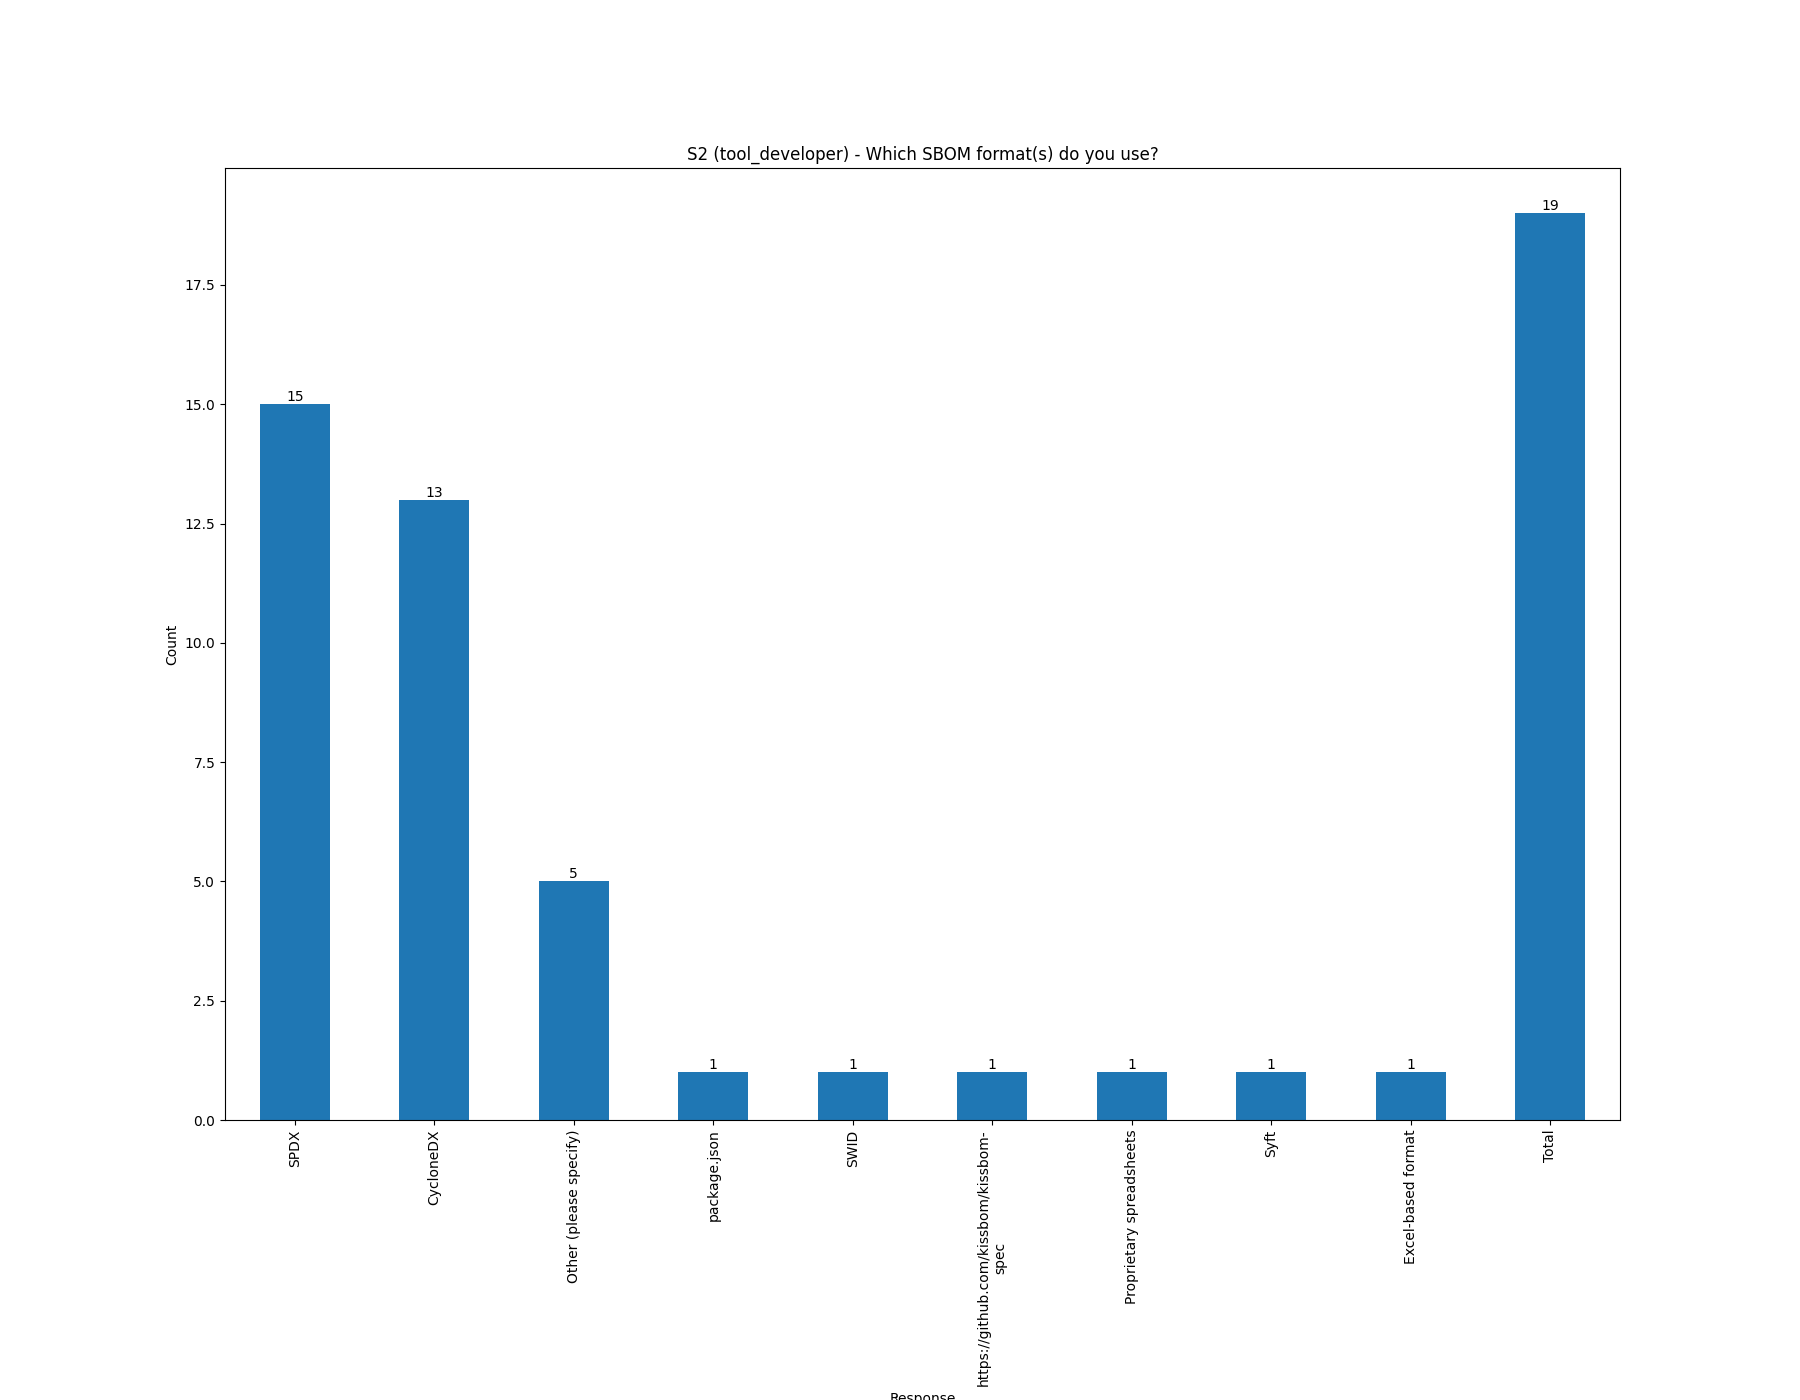 S2 (tool_developer) - Which SBOM format(s) do you use?
Count
17.5
15.0
12.5
10.0
7.5
5.0
2.5
0.0
15
13
5
1
1
1
1
1
1
19
SPDX
CycloneDX
Other (please specify)
package.json
SWID
https://github.com/kissbom/kissbom-
spec
Proprietary spreadsheets
Syft
Excel-based format
Total
Response